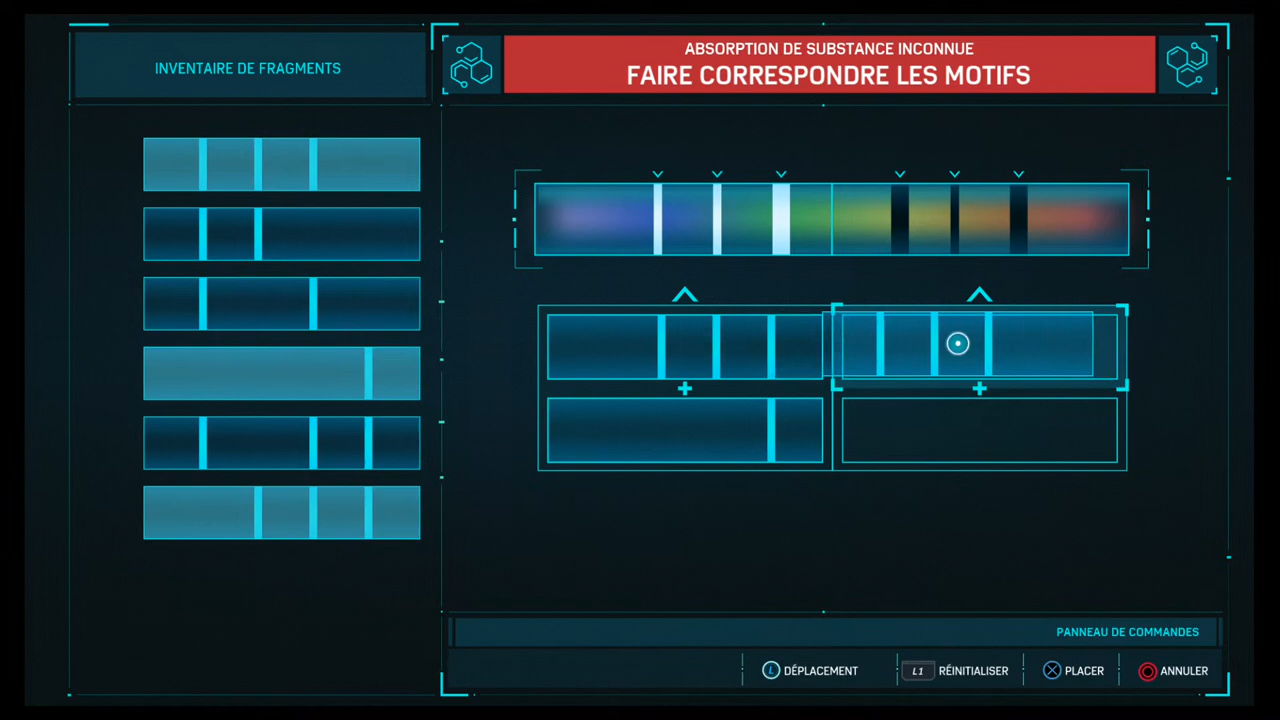 INVENTAIRE DE FRAGMENTS
ABSORPTION DE SUBSTANCE INCONNUE
FAIRE CORRESPONDRE LES MOTIFS
PANNEAU DE COMMANDES
L DÉPLACEMENT
L1 RÉINITIALISER
PLACER
ANNULER